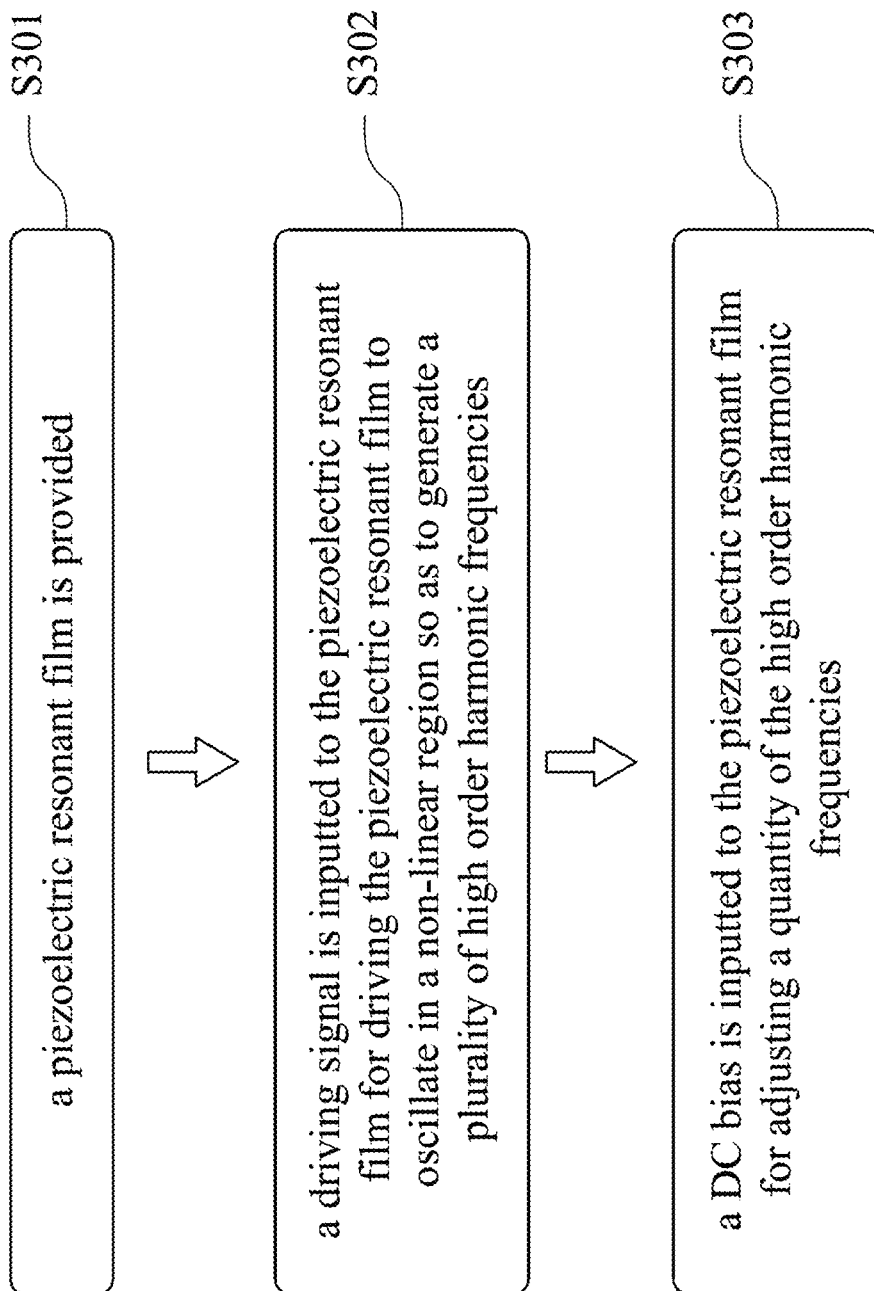 a piezoelectric resonant film is provided
S301
a driving signal is inputted to the piezoelectric resonant
film for driving the piezoelectric resonant film to
oscillate in a non-linear region so as to generate a
plurality of high order harmonic frequencies
S302
a DC bias is inputted to the piezoelectric resonant film
for adjusting a quantity of the high order harmonic
frequencies
S303